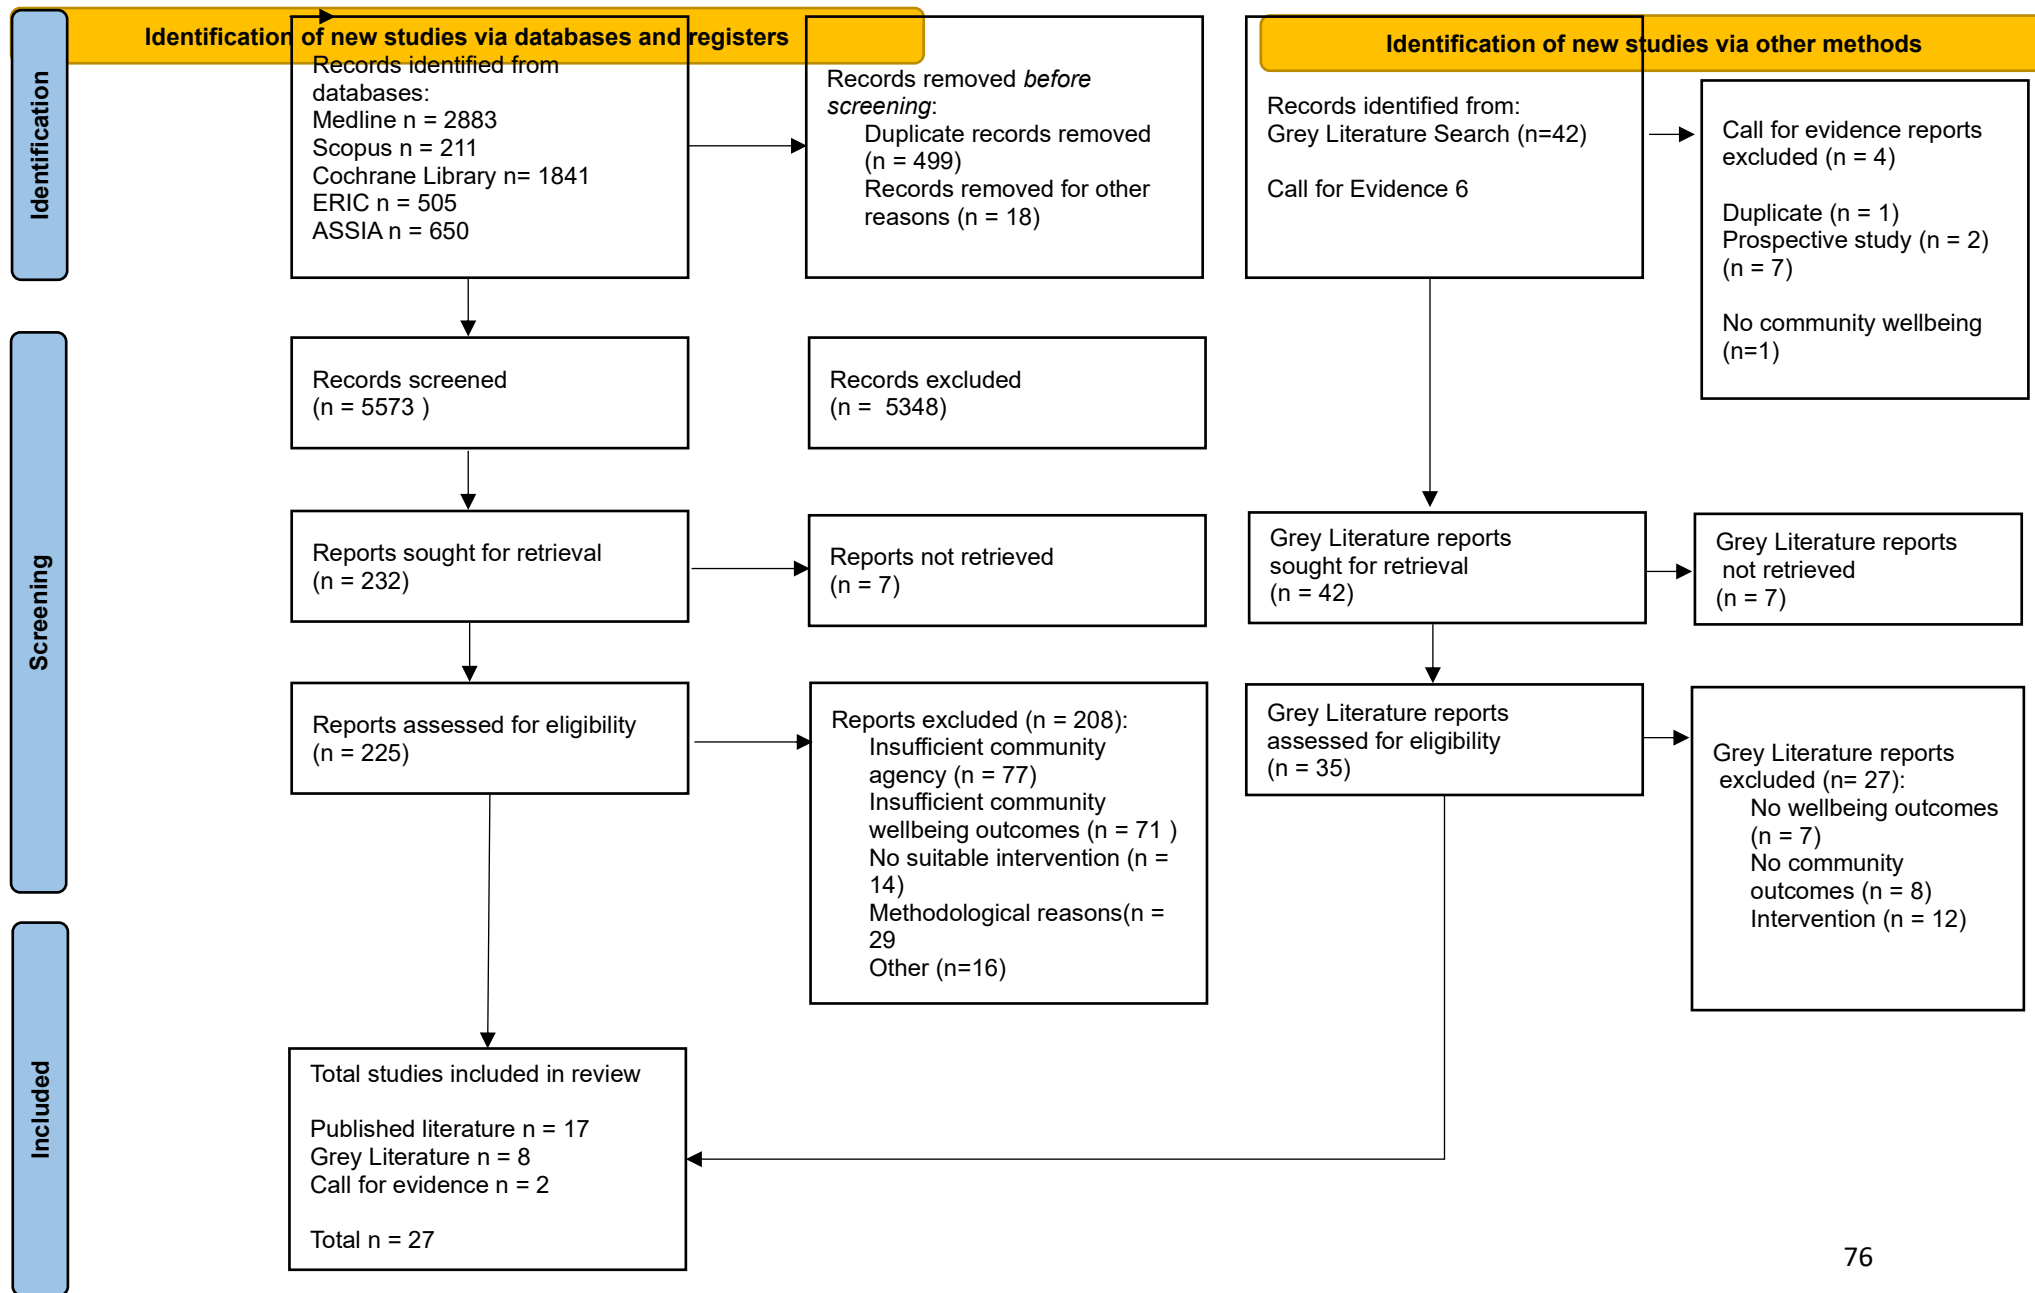 Identification of new studies via databases and registers
Identification of new studies via other methods
Identification
Records identified from
databases:
Medline n = 2883
Scopus n = 211
Cochrane Library n= 1841
ERIC n = 505
ASSIA n = 650
Records removed before
screening:
Duplicate records removed
(n = 499)
Records removed for other
reasons (n = 18)
Records identified from:
Grey Literature Search (n=42)
Call for Evidence 6
Call for evidence reports
excluded (n = 4)
Duplicate (n = 1)
Prospective study (n = 2)
(n = 7)
No community wellbeing
(n=1)
Screening
Records screened
(n = 5573 )
Records excluded
(n =  5348)
Reports sought for retrieval
(n = 232)
Reports not retrieved
(n = 7)
Grey Literature reports
sought for retrieval
(n = 42)
Grey Literature reports
not retrieved
(n = 7)
Reports assessed for eligibility
(n = 225)
Reports excluded (n = 208):
Insufficient community
agency (n = 77)
Insufficient community
wellbeing outcomes (n = 71 )
No suitable intervention (n =
14)
Methodological reasons(n =
29
Other (n=16)
Grey Literature reports
assessed for eligibility
(n = 35)
Grey Literature reports
excluded (n= 27):
No wellbeing outcomes
(n = 7)
No community
outcomes (n = 8)
Intervention (n = 12)
Included
Total studies included in review
Published literature n = 17
Grey Literature n = 8
Call for evidence n = 2
Total n = 27
76